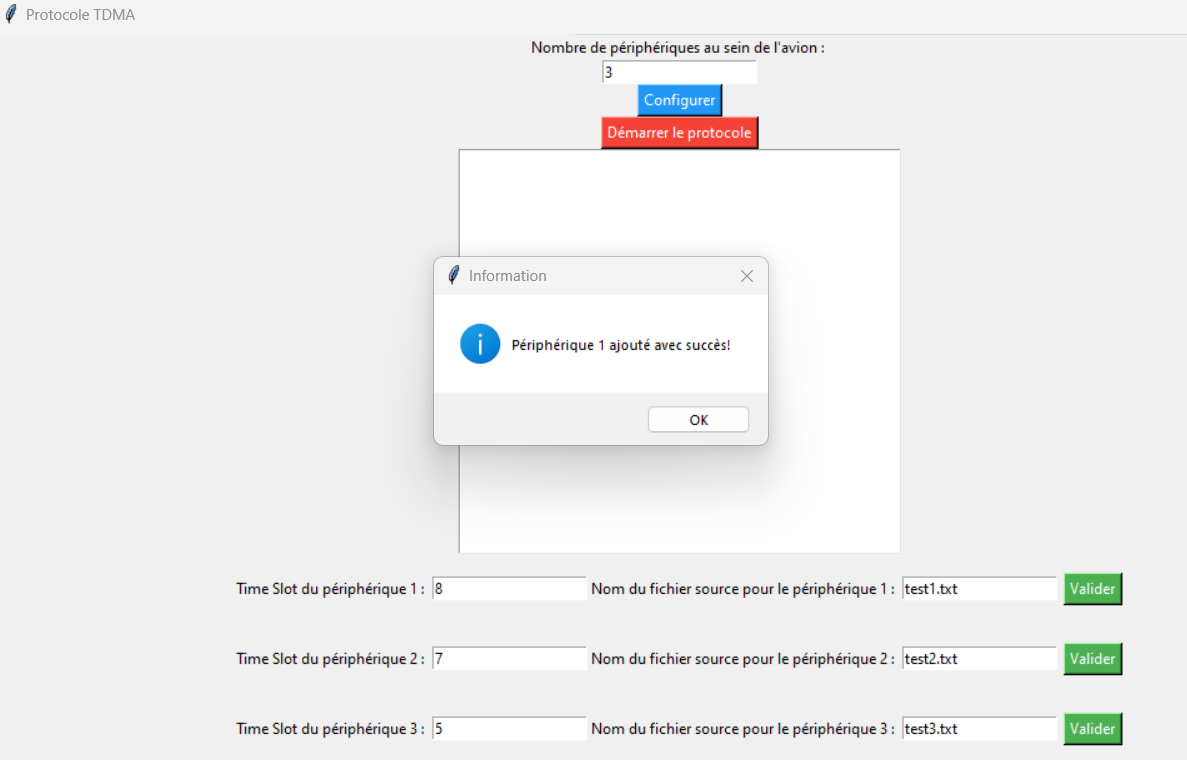 Protocole TDMA
Nombre de périphériques au sein de l'avion :
3
Configurer
Démarrer le protocole
Information
Périphérique 1 ajouté avec succès!
OK
Time Slot du périphérique 1 : 8 Nom du fichier source pour le périphérique 1 : test1.txt Valider
Time Slot du périphérique 2 : 7 Nom du fichier source pour le périphérique 2 : test2.txt Valider
Time Slot du périphérique 3 : 5 Nom du fichier source pour le périphérique 3 : test3.txt Valider